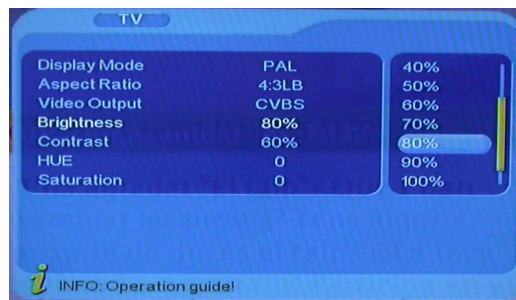 TV
Display Mode PAL 40%
Aspect Ratio 4:3LB 50%
Video Output CVBS 60%
Brightness 80% 70%
Contrast 60% 80%
HUE 0 90%
Saturation 0 100%
i INFO: Operation guide!